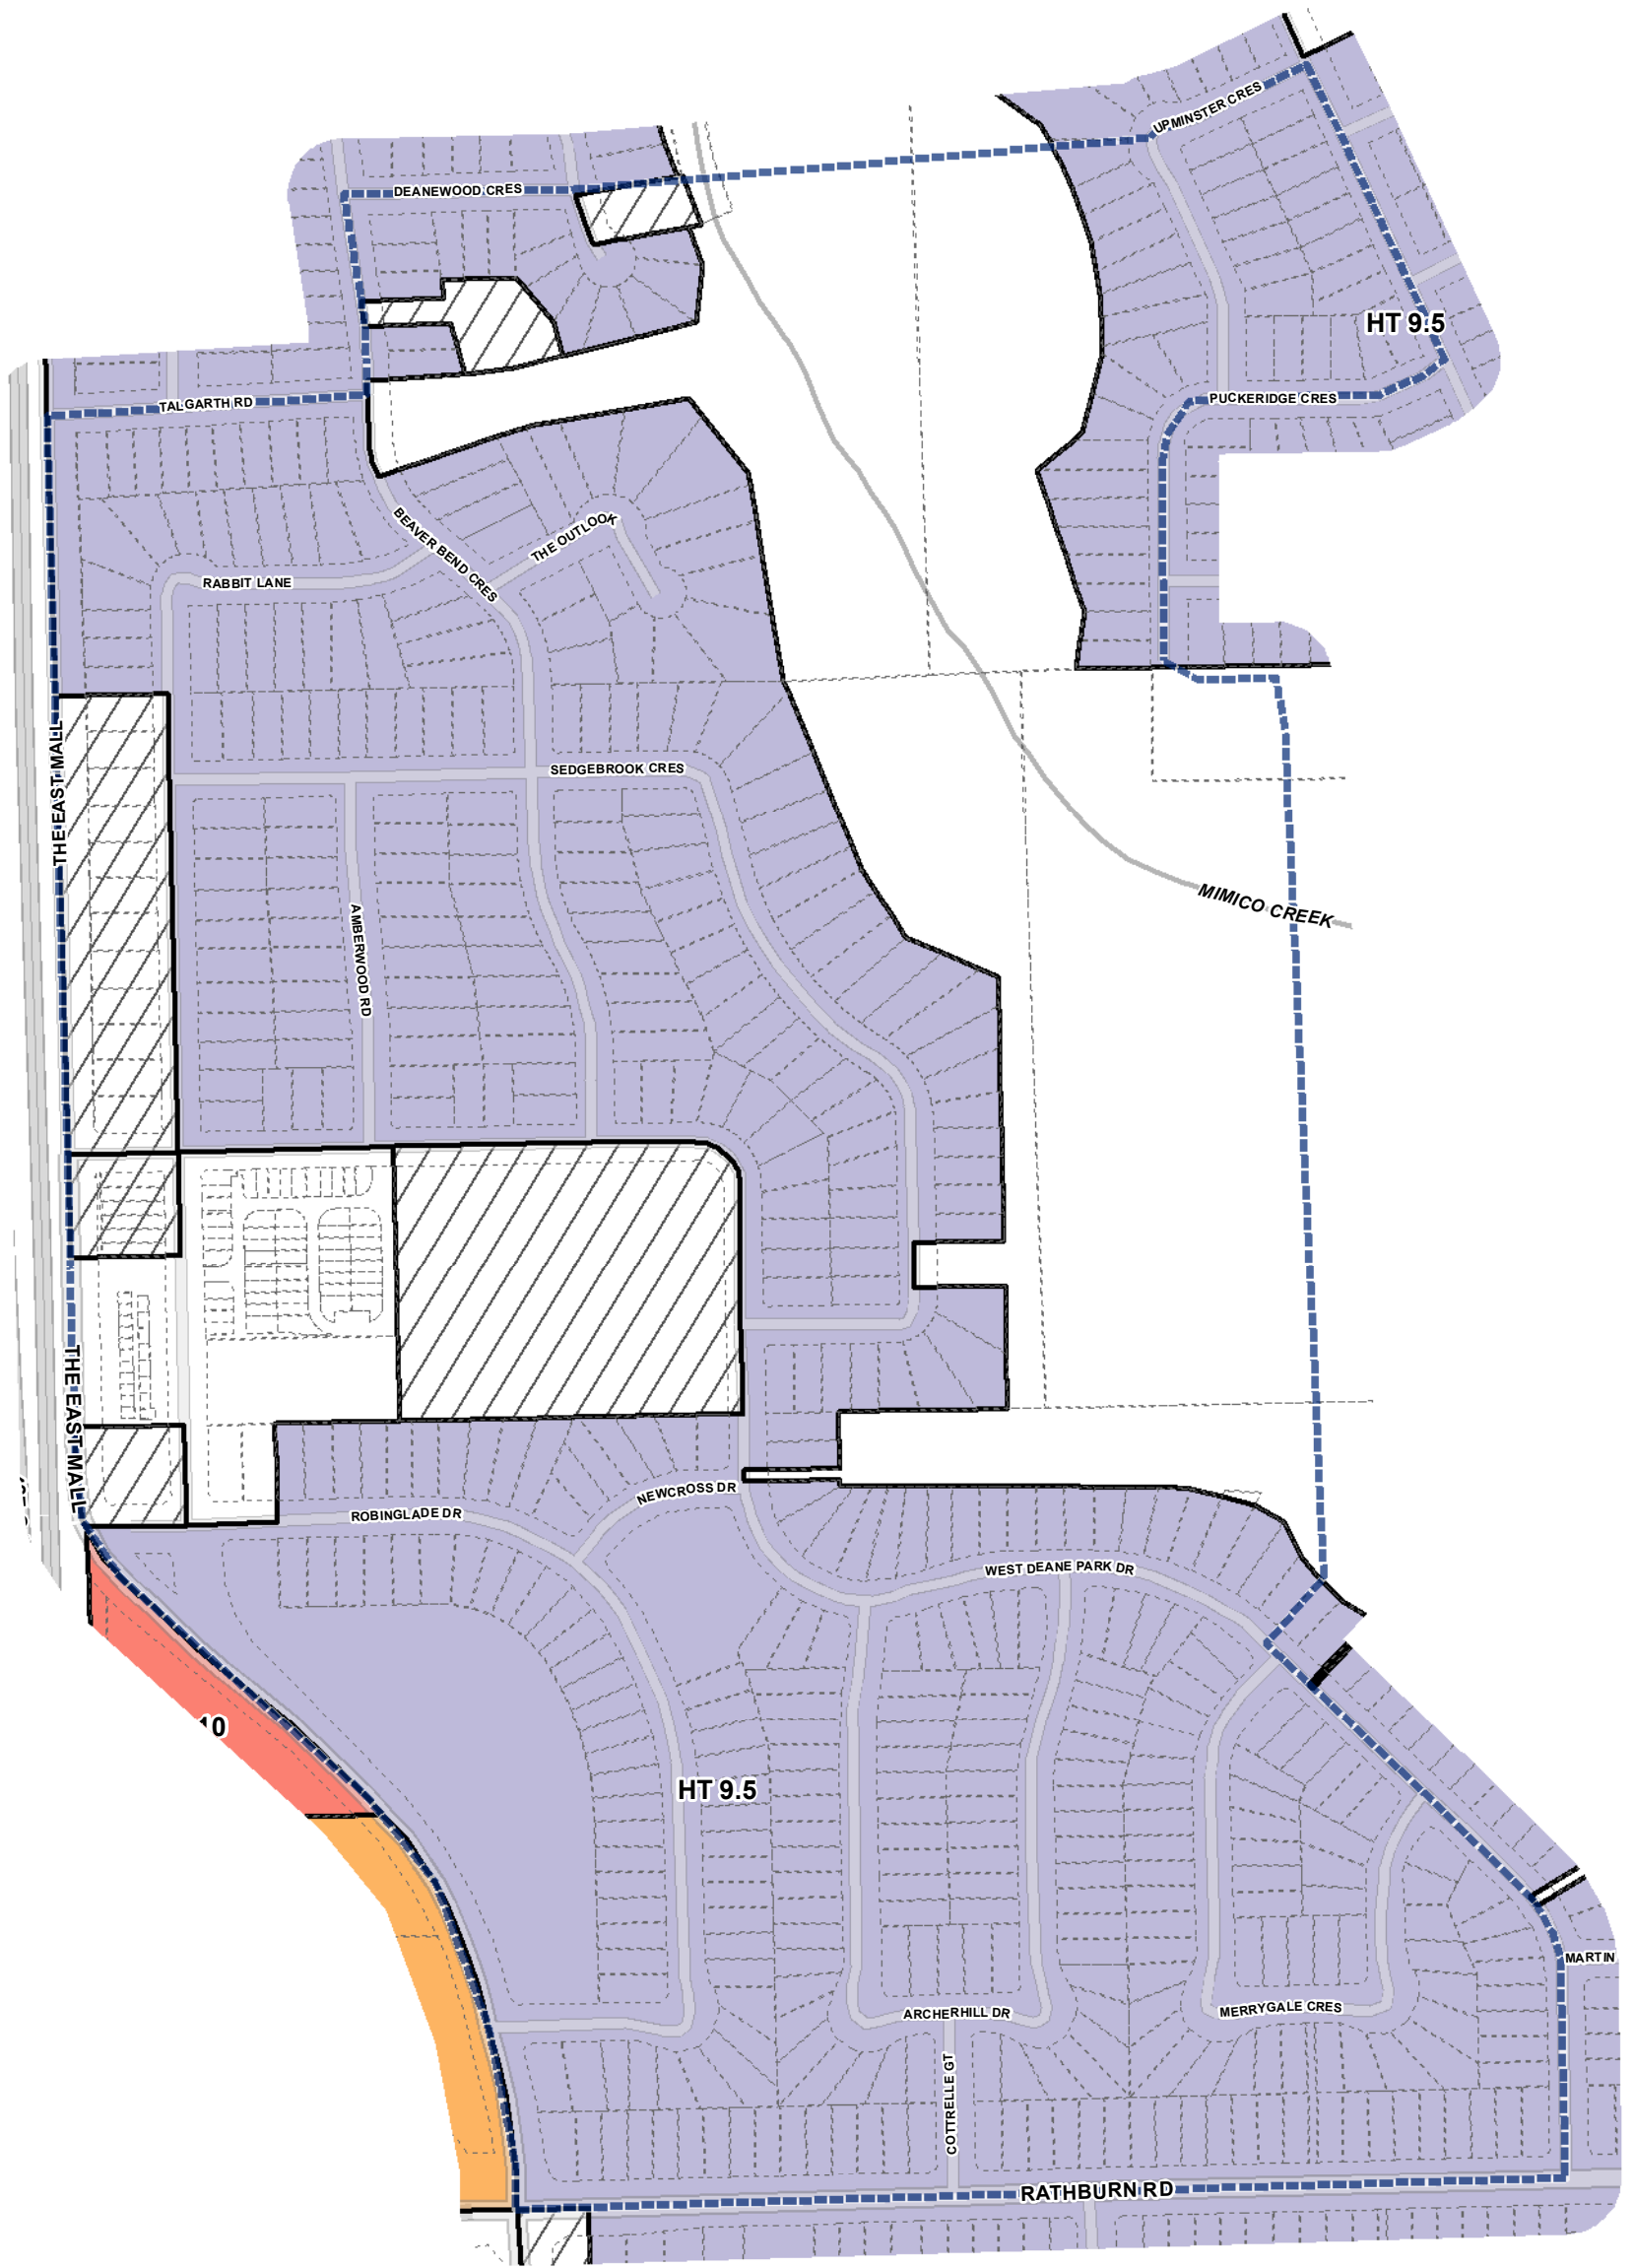 UPMINSTER CRES
DEANEWOOD CRES
HT 9.5
PUCKERIDGE CRES
TALGARTH RD
BEAVER BEND CRES
THE OUTLOOK
RABBIT LANE
THE EAST MALL
SEDGEBROOK CRES
MIMICO CREEK
AMBERWOOD RD
THE EAST MALL
NEWCROSS DR
ROBINGLADE DR
WEST DEANE PARK DR
10
HT 9.5
MARTIN
ARCHERHILL DR
MERRYGALE CRES
COTTRELLE GT
RATHBURN RD